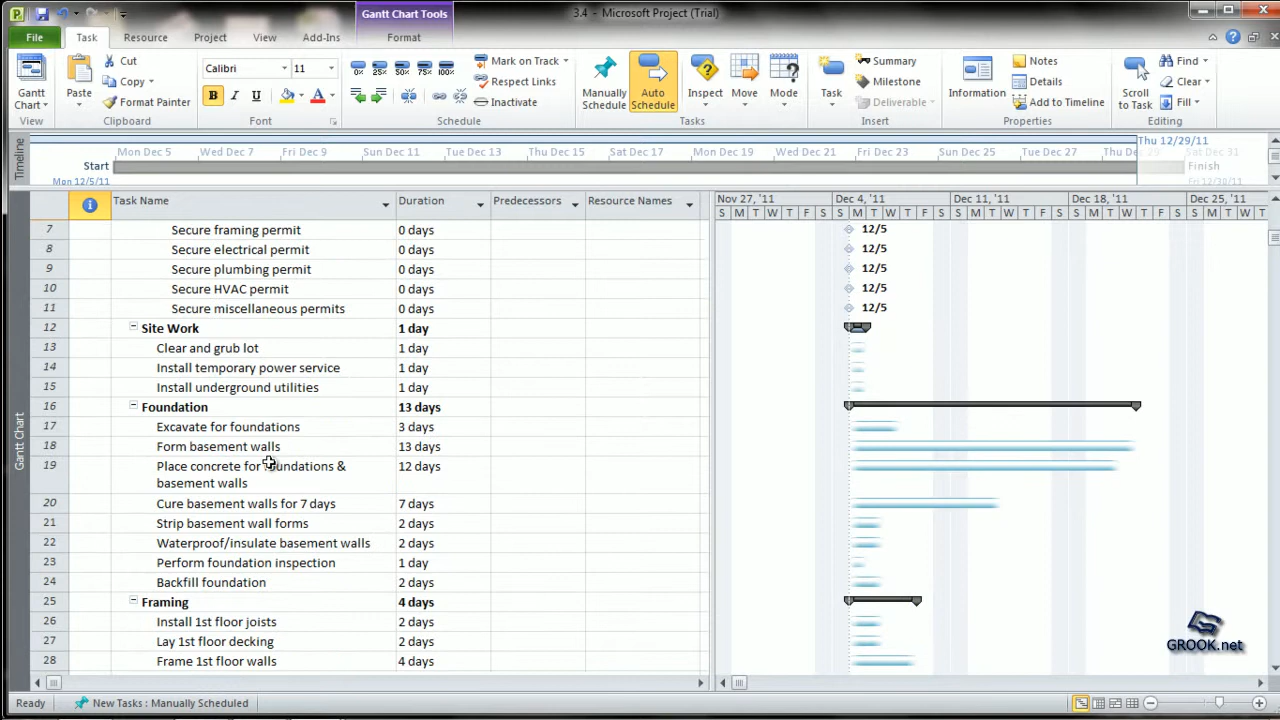 Gantt Chart Tools
3.4 - Microsoft Project (Trial)
File Task Resource Project View Add-Ins Format
Gantt Chart
View
Paste
Cut
Copy
Format Painter
Clipboard
Calibri 11
B I U A
Font
0% 25% 50% 75% 100%
Mark on Track
Respect Links
Inactivate
Schedule
Manually Schedule
Auto Schedule
Inspect
Move
Mode
Tasks
Task
Summary
Milestone
Deliverable
Insert
Information
Notes
Details
Add to Timeline
Properties
Scroll to Task
Find
Clear
Fill
Editing
Timeline
Thu 12/29/11
Mon Dec 5 Wed Dec 7 Fri Dec 9 Sun Dec 11 Tue Dec 13 Thu Dec 15 Sat Dec 17 Mon Dec 19 Wed Dec 21 Fri Dec 23 Sun Dec 25 Tue Dec 27 Thu Dec 29 Sat Dec 31
Start
Mon 12/5/11
Finish
Fri 12/30/11
Task Name Duration Predecessors Resource Names
Nov 27, '11 Dec 4, '11 Dec 11, '11 Dec 18, '11 Dec 25, '11
S M T W T F S S M T W T F S S M T W T F S S M T W T F S S M T W T
7 Secure framing permit 0 days 12/5
8 Secure electrical permit 0 days 12/5
9 Secure plumbing permit 0 days 12/5
10 Secure HVAC permit 0 days 12/5
11 Secure miscellaneous permits 0 days 12/5
12 Site Work 1 day
13 Clear and grub lot 1 day
14 Install temporary power service 1 day
15 Install underground utilities 1 day
16 Foundation 13 days
17 Excavate for foundations 3 days
18 Form basement walls 13 days
19 Place concrete for foundations & 12 days
basement walls
20 Cure basement walls for 7 days 7 days
21 Strip basement wall forms 2 days
22 Waterproof/insulate basement walls 2 days
23 Perform foundation inspection 1 day
24 Backfill foundation 2 days
25 Framing 4 days
26 Install 1st floor joists 2 days
27 Lay 1st floor decking 2 days
28 Frame 1st floor walls 4 days
Gantt Chart
GROOK.net
Ready New Tasks : Manually Scheduled